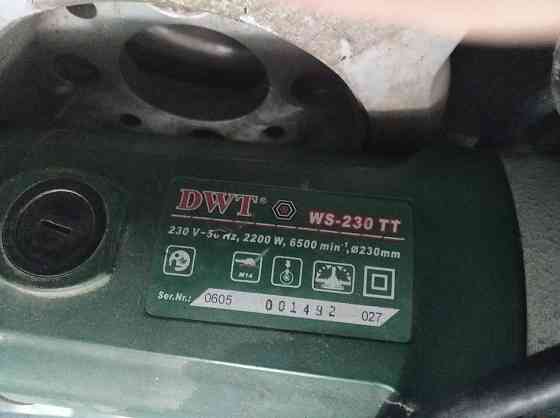 DWT WS-230 TT
230 V~50 Hz, 2200 W, 6500 min⁻¹, ø230mm
M14
Ser.Nr.: 0605 001492 027